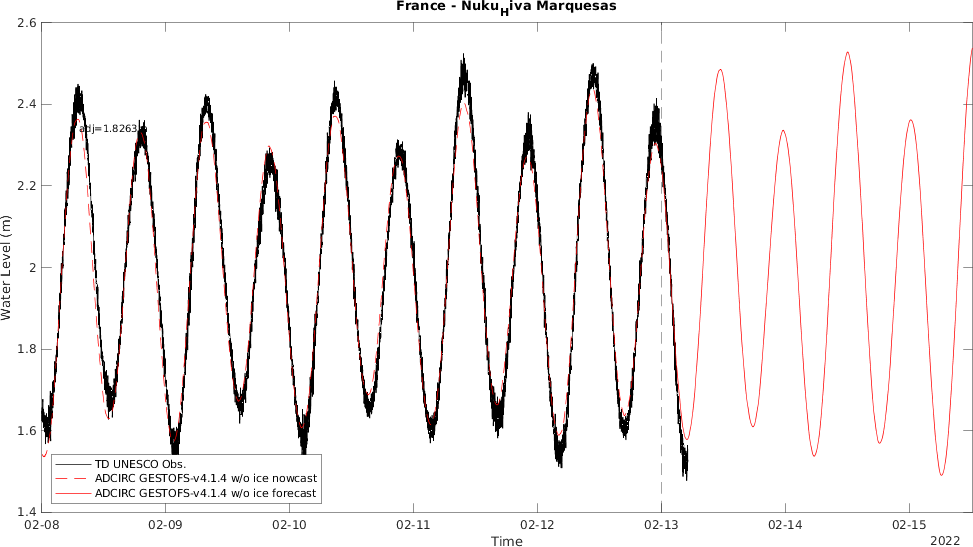 France - Nuku_Hiva Marquesas
2.6
2.4
adj=1.8263
2.2
2
Water Level (m)
1.8
1.6
TD UNESCO Obs.
ADCIRC GESTOFS-v4.1.4 w/o ice nowcast
ADCIRC GESTOFS-v4.1.4 w/o ice forecast
1.4
02-08 02-09 02-10 02-11 02-12 02-13 02-14 02-15
Time
2022